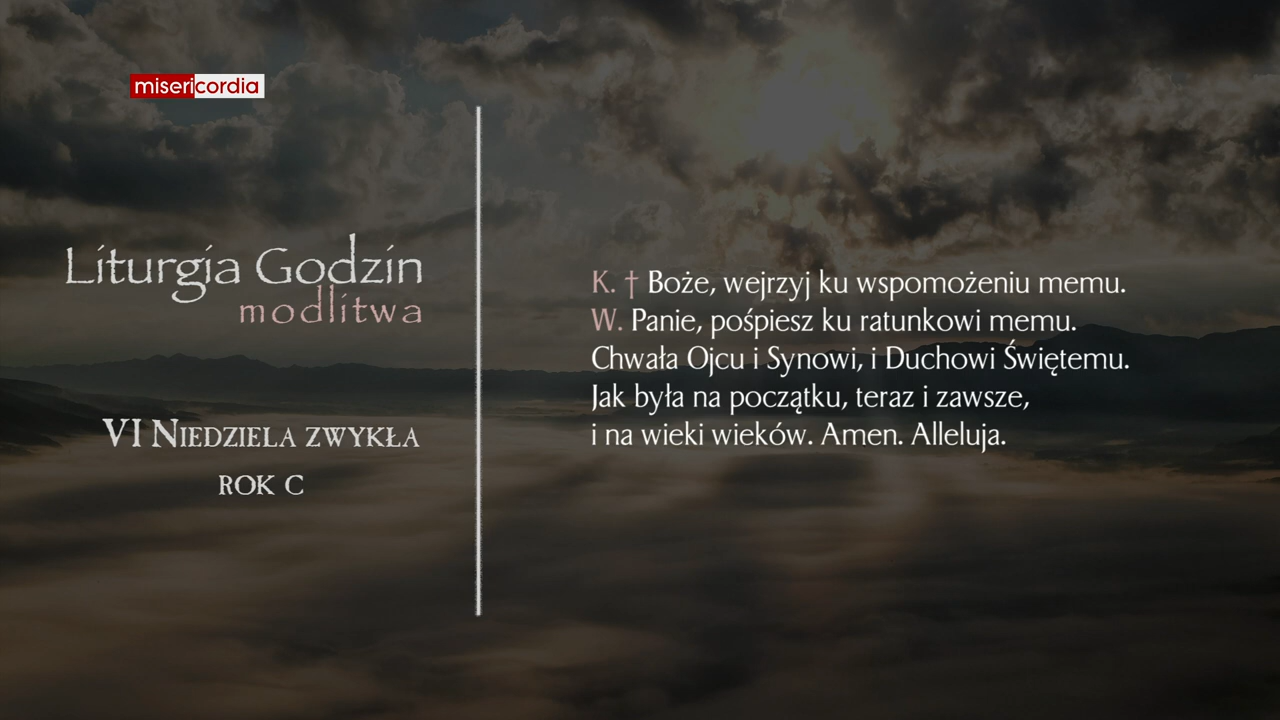 misericordia
Liturgia Godzin
modlitwa
VI Niedziela zwykła
rok C
K. † Boże, wejrzyj ku wspomożeniu memu.
W. Panie, pośpiesz ku ratunkowi memu.
Chwała Ojcu i Synowi, i Duchowi Świętemu.
Jak była na początku, teraz i zawsze,
i na wieki wieków. Amen. Alleluja.